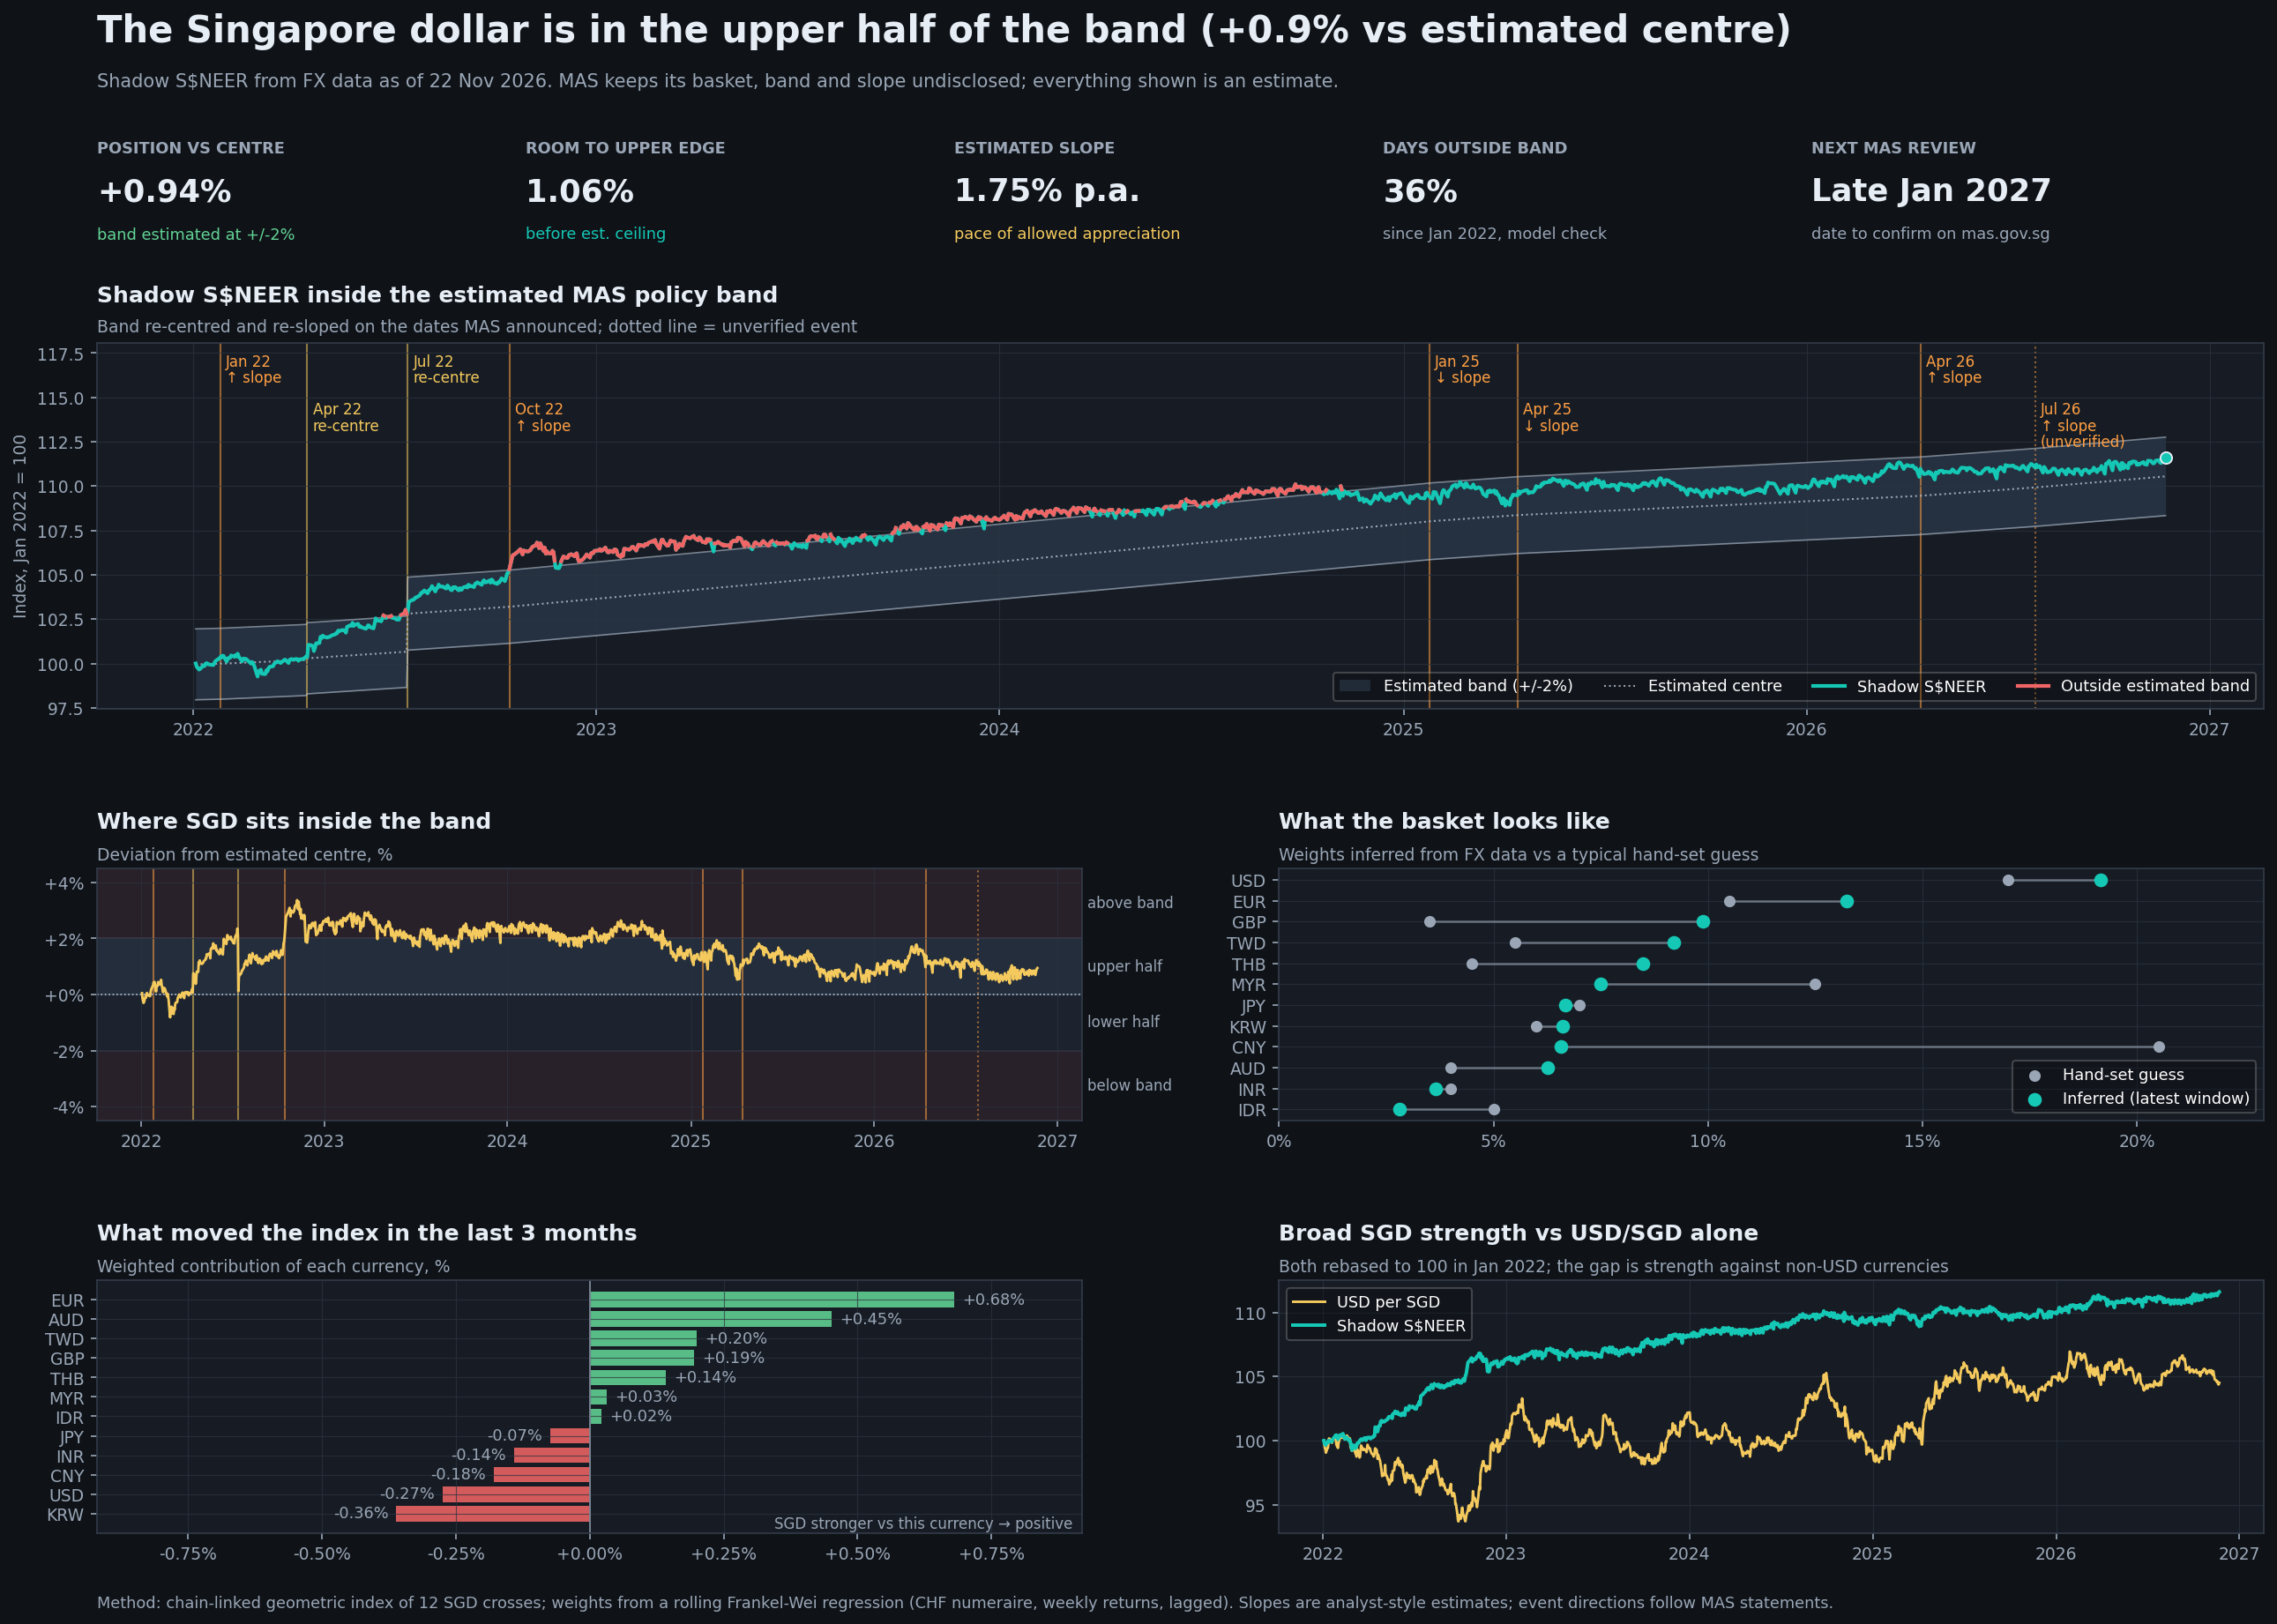 The Singapore dollar is in the upper half of the band (+0.9% vs estimated centre)
Shadow S$NEER from FX data as of 22 Nov 2026. MAS keeps its basket, band and slope undisclosed; everything shown is an estimate.
POSITION VS CENTRE
+0.94%
band estimated at +/-2%
ROOM TO UPPER EDGE
1.06%
before est. ceiling
ESTIMATED SLOPE
1.75% p.a.
pace of allowed appreciation
DAYS OUTSIDE BAND
36%
since Jan 2022, model check
NEXT MAS REVIEW
Late Jan 2027
date to confirm on mas.gov.sg
Shadow S$NEER inside the estimated MAS policy band
Band re-centred and re-sloped on the dates MAS announced; dotted line = unverified event
Index, Jan 2022 = 100
117.5
115.0
112.5
110.0
107.5
105.0
102.5
100.0
97.5
Jan 22
↑ slope
Apr 22
re-centre
Jul 22
re-centre
Oct 22
↑ slope
Jan 25
↓ slope
Apr 25
↓ slope
Apr 26
↑ slope
Jul 26
↑ slope
(unverified)
Estimated band (+/-2%)
Estimated centre
Shadow S$NEER
Outside estimated band
2022
2023
2024
2025
2026
2027
Where SGD sits inside the band
Deviation from estimated centre, %
+4%
+2%
+0%
-2%
-4%
above band
upper half
lower half
below band
2022
2023
2024
2025
2026
2027
What the basket looks like
Weights inferred from FX data vs a typical hand-set guess
USD
EUR
GBP
TWD
THB
MYR
JPY
KRW
CNY
AUD
INR
IDR
Hand-set guess
Inferred (latest window)
0%
5%
10%
15%
20%
What moved the index in the last 3 months
Weighted contribution of each currency, %
EUR +0.68%
AUD +0.45%
TWD +0.20%
GBP +0.19%
THB +0.14%
MYR +0.03%
IDR +0.02%
JPY -0.07%
INR -0.14%
CNY -0.18%
USD -0.27%
KRW -0.36%
SGD stronger vs this currency → positive
-0.75%
-0.50%
-0.25%
+0.00%
+0.25%
+0.50%
+0.75%
Broad SGD strength vs USD/SGD alone
Both rebased to 100 in Jan 2022; the gap is strength against non-USD currencies
USD per SGD
Shadow S$NEER
110
105
100
95
2022
2023
2024
2025
2026
2027
Method: chain-linked geometric index of 12 SGD crosses; weights from a rolling Frankel-Wei regression (CHF numeraire, weekly returns, lagged). Slopes are analyst-style estimates; event directions follow MAS statements.